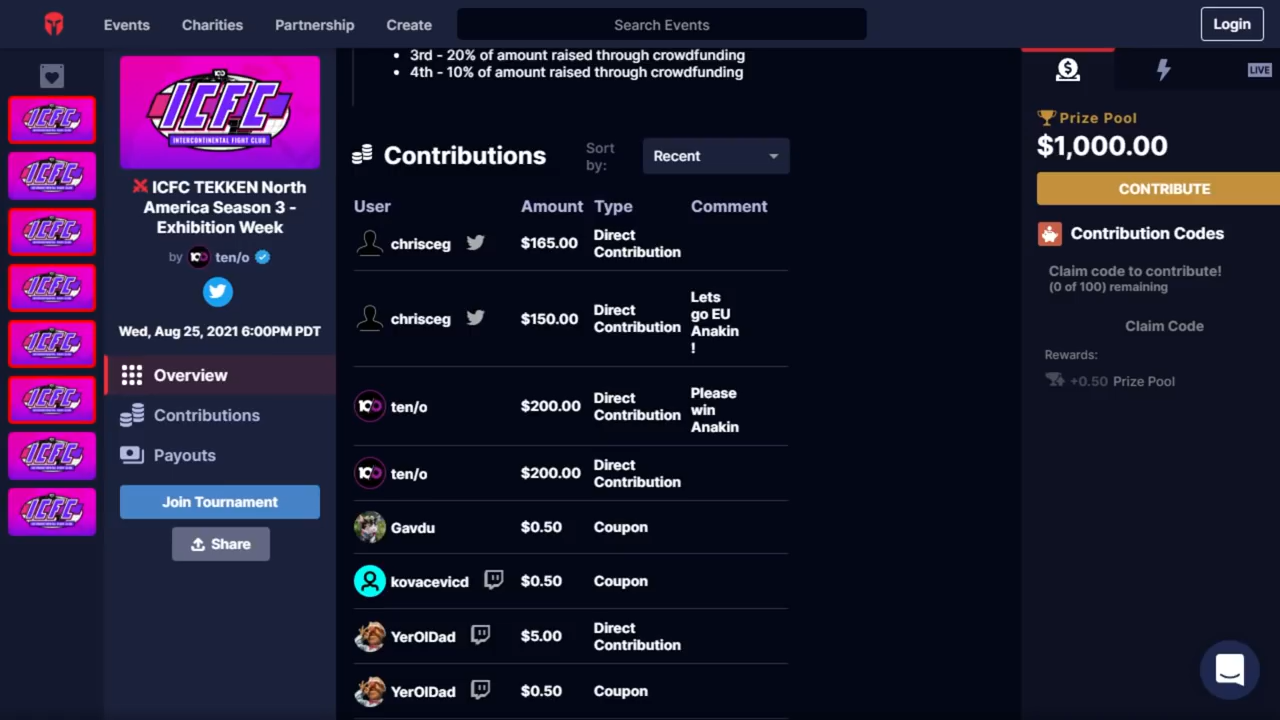 Events
Charities
Partnership
Create
Search Events
Login
ICFC
INTERCONTINENTAL FIGHT CLUB
ICFC TEKKEN North
America Season 3 -
Exhibition Week
by ten/o
Wed, Aug 25, 2021 6:00PM PDT
Overview
Contributions
Payouts
Join Tournament
Share
3rd - 20% of amount raised through crowdfunding
4th - 10% of amount raised through crowdfunding
Contributions
Sort
by:
Recent
User Amount Type Comment
chrisceg $165.00 Direct
Contribution
chrisceg $150.00 Direct
Contribution
Lets
go EU
Anakin
!
ten/o $200.00 Direct
Contribution
Please
win
Anakin
ten/o $200.00 Direct
Contribution
Gavdu $0.50 Coupon
kovacevicd $0.50 Coupon
YerOlDad $5.00 Direct
Contribution
YerOlDad $0.50 Coupon
LIVE
Prize Pool
$1,000.00
CONTRIBUTE
Contribution Codes
Claim code to contribute!
(0 of 100) remaining
Claim Code
Rewards:
+0.50 Prize Pool